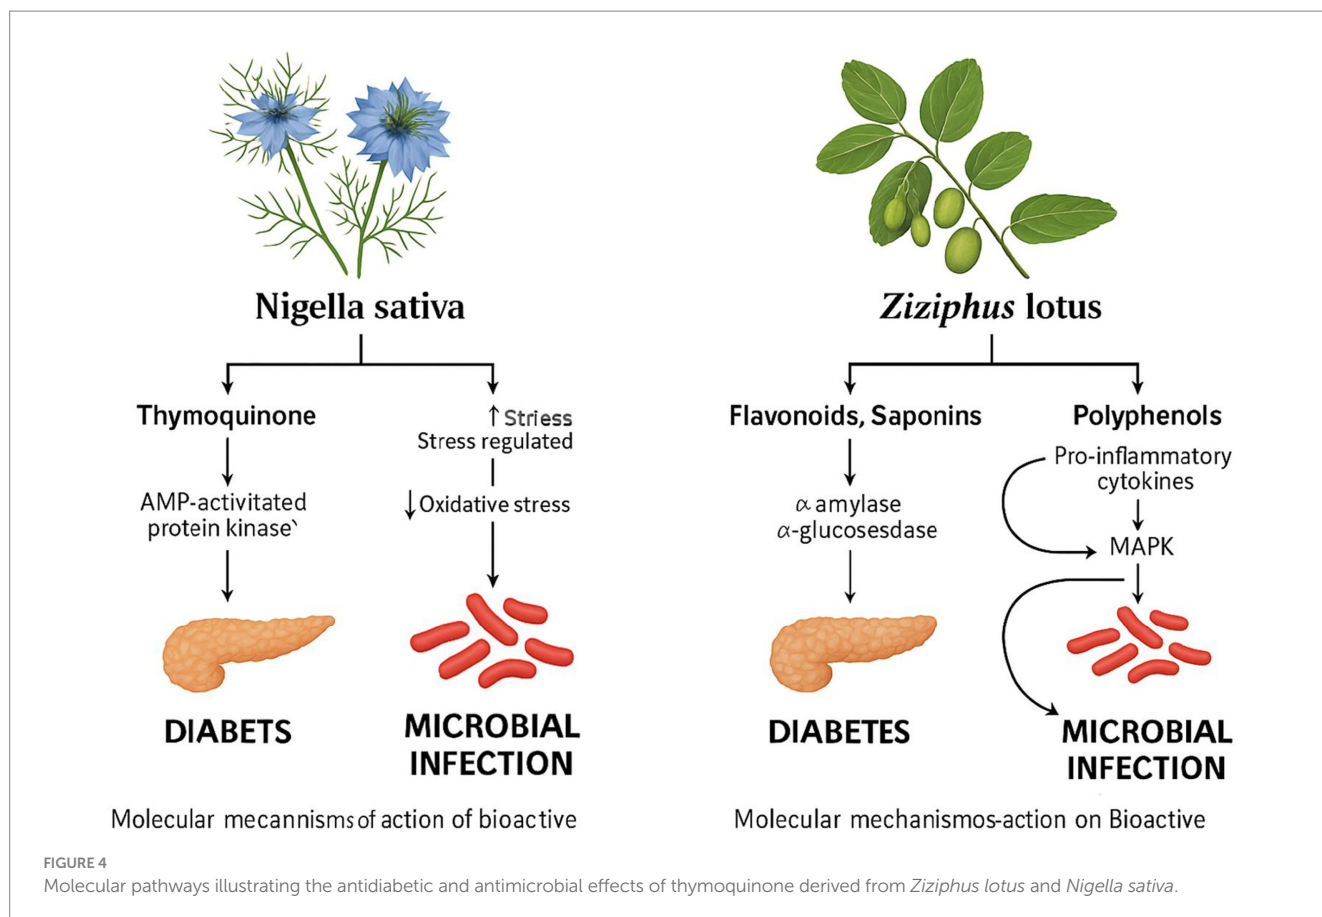 Nigella sativa
Thymoquinone
AMP-activitated
protein kinase`
DIABETS
↑ Striess
Stress regulated
↓ Oxidative stress
MICROBIAL
INFECTION
Molecular mecannisms of action of bioactive
Ziziphus lotus
Flavonoids, Saponins
α amylase
α-glucosesdase
DIABETES
Polyphenols
Pro-inflammatory
cytokines
MAPK
MICROBIAL
INFECTION
Molecular mechanismos-action on Bioactive
FIGURE 4
Molecular pathways illustrating the antidiabetic and antimicrobial effects of thymoquinone derived from Ziziphus lotus and Nigella sativa.